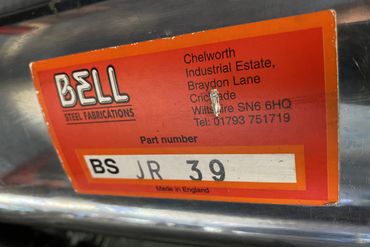 BELL
STEEL FABRICATIONS
Chelworth
Industrial Estate,
Braydon Lane
Cricklade
Wiltshire SN6 6HQ
Tel: 01793 751719
Part number
BS JR 39
Made in England